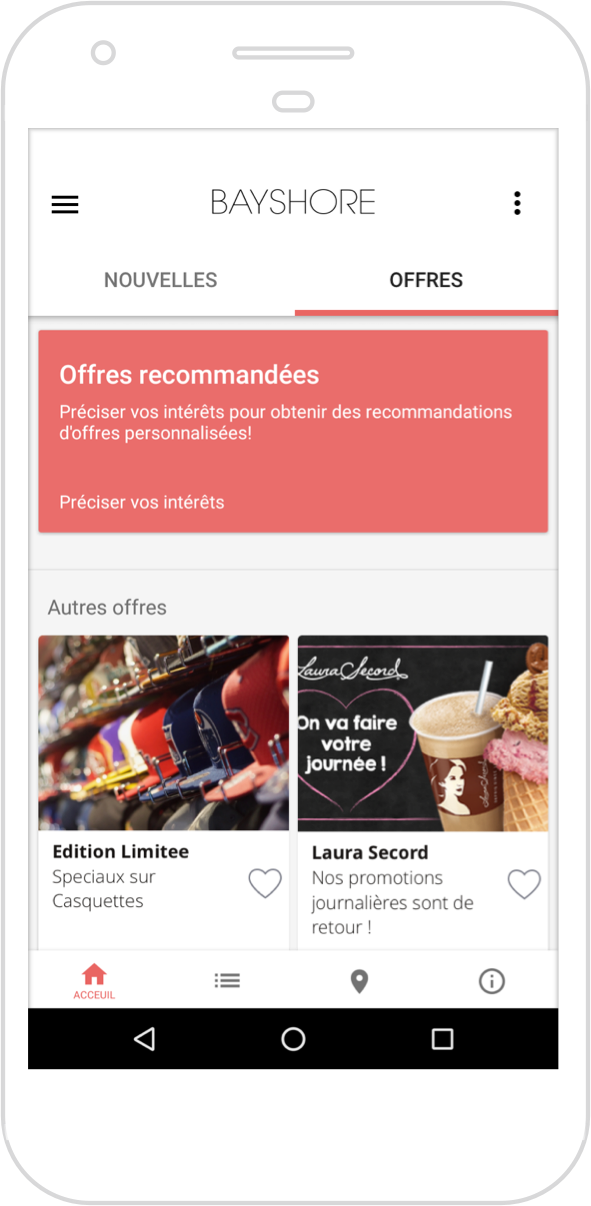 BAYSHORE
NOUVELLES
OFFRES
Offres recommandées
Préciser vos intérêts pour obtenir des recommandations
d'offres personnalisées!
Préciser vos intérêts
Autres offres
Laura Secord
On va faire
votre
journée !
Edition Limitee
Speciaux sur
Casquettes
Laura Secord
Nos promotions
journalières sont de
retour !
ACCEUIL